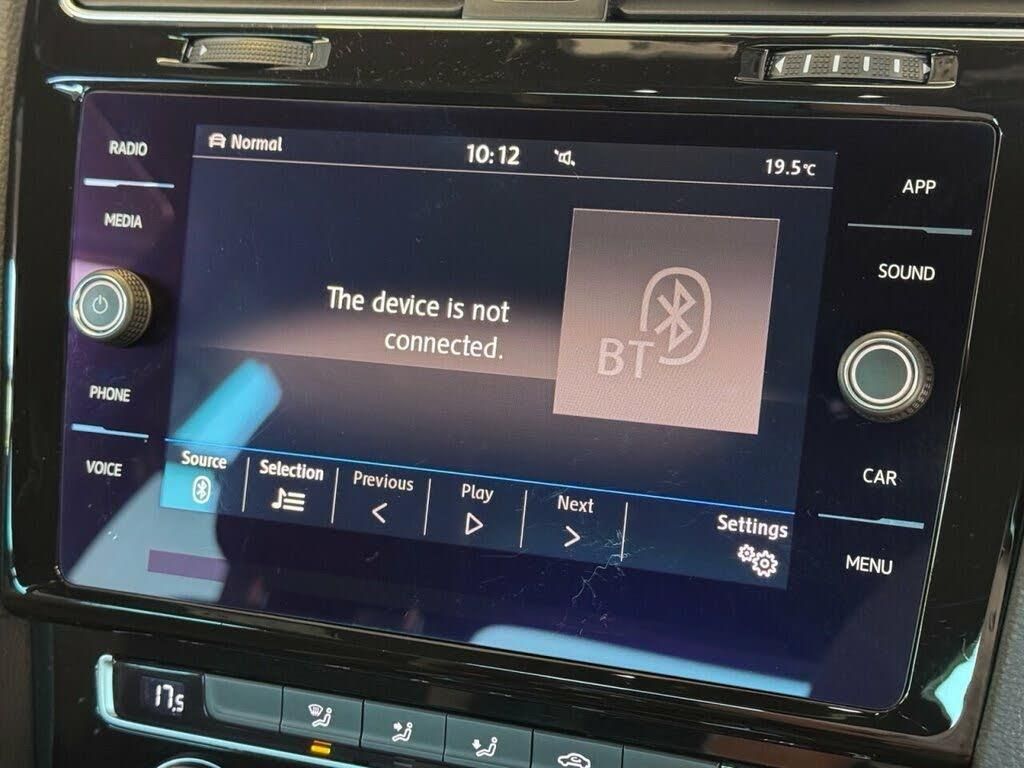 Normal
10:12
19.5°C
RADIO
MEDIA
PHONE
VOICE
The device is not
connected.
BT
APP
SOUND
CAR
MENU
Source
Selection
Previous
Play
Next
Settings
17.5